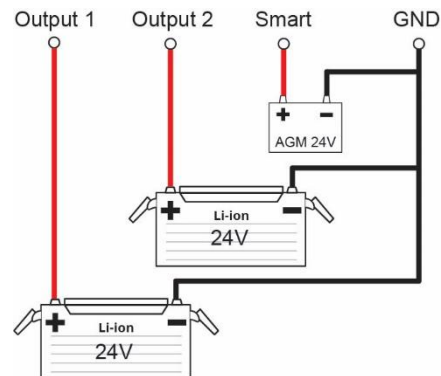 Output 1 Output 2 Smart GND
+ −
AGM 24V
+ Li-ion −
24V
+ Li-ion −
24V